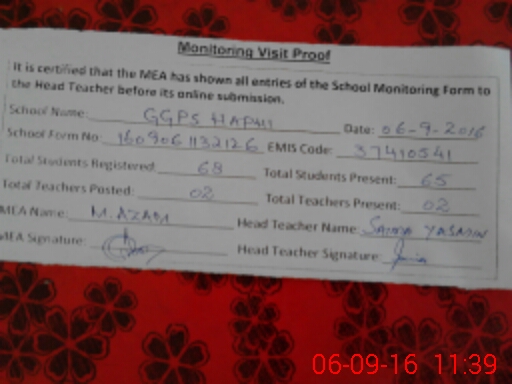 Monitoring Visit Proof
It is certified that the MEA has shown all entries of the School Monitoring Form to
the Head Teacher before its online submission.
School Name: GGPS HAPHI Date: 06-9-2016
School Form No: 1609061132126 EMIS Code: 37410541
Total Students Registered: 68 Total Students Present: 65
Total Teachers Posted: 02 Total Teachers Present: 02
MEA Name: M.AZAM Head Teacher Name: SAIMA YASMIN
MEA Signature: Head Teacher Signature:
06-09-16 11:39